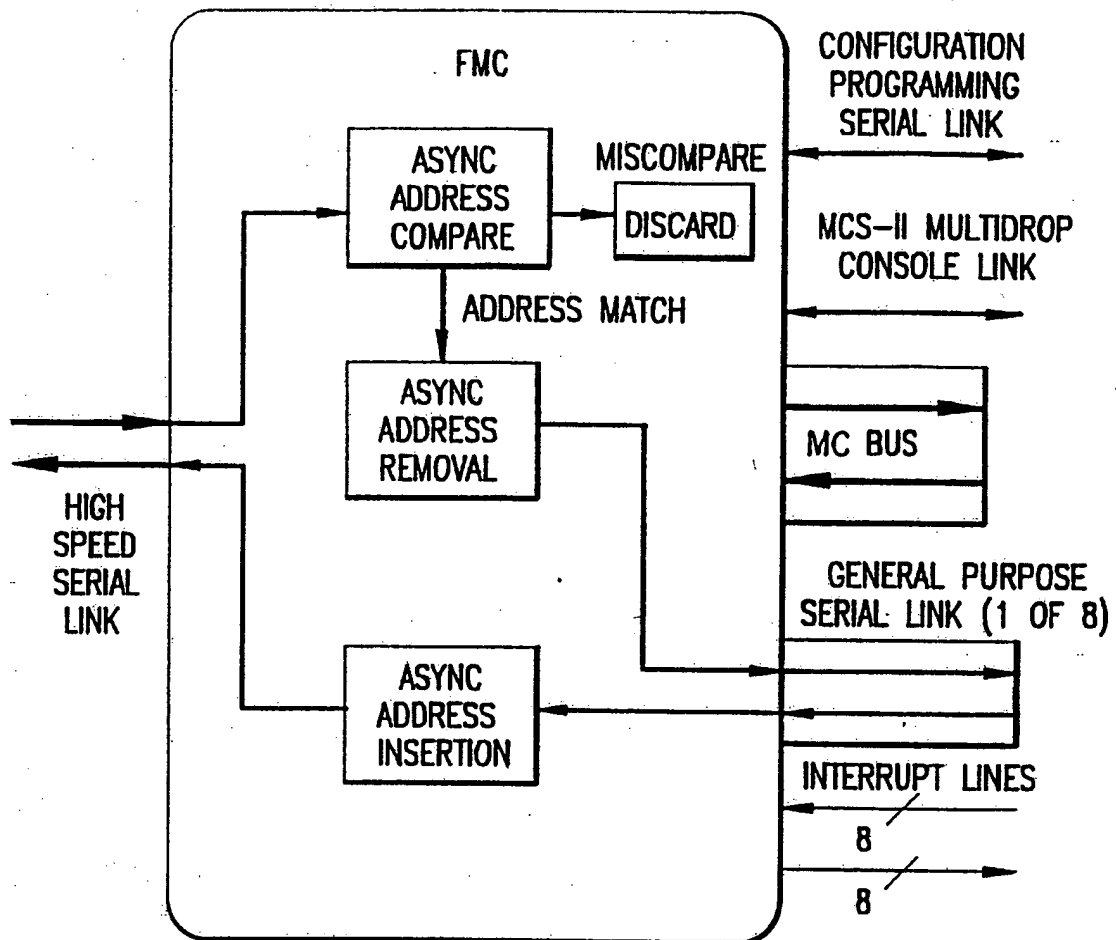 FMC
CONFIGURATION
PROGRAMMING
SERIAL LINK
ASYNC
ADDRESS
COMPARE
MISCOMPARE
DISCARD
MCS-II MULTIDROP
CONSOLE LINK
ADDRESS MATCH
ASYNC
ADDRESS
REMOVAL
MC BUS
HIGH
SPEED
SERIAL
LINK
GENERAL PURPOSE
SERIAL LINK (1 OF 8)
ASYNC
ADDRESS
INSERTION
INTERRUPT LINES
8
8